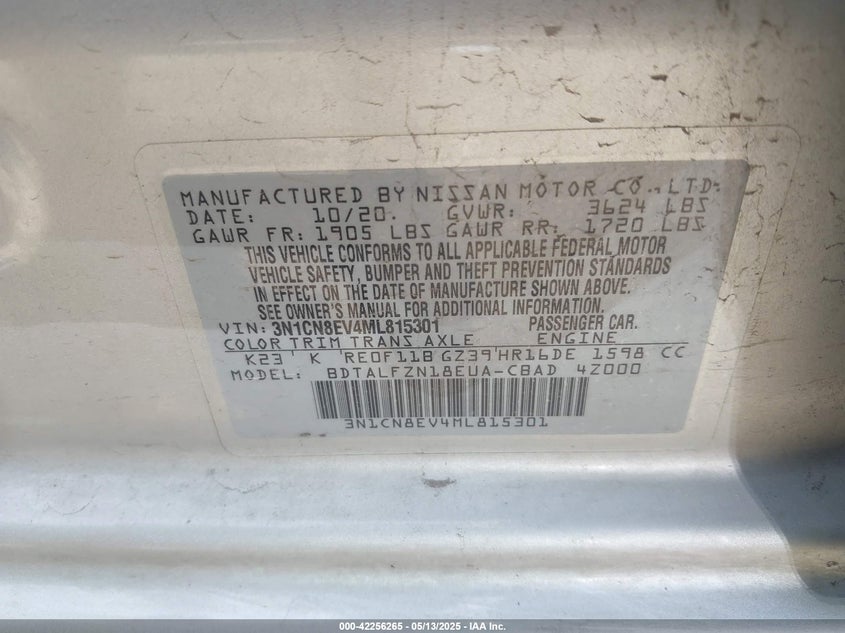 MANUFACTURED BY NISSAN MOTOR CO., LTD.
DATE: 10/20. GVWR: 3624 LBS
GAWR FR: 1905 LBS GAWR RR: 1720 LBS
THIS VEHICLE CONFORMS TO ALL APPLICABLE FEDERAL MOTOR
VEHICLE SAFETY, BUMPER AND THEFT PREVENTION STANDARDS
IN EFFECT ON THE DATE OF MANUFACTURE SHOWN ABOVE.
SEE OWNER'S MANUAL FOR ADDITIONAL INFORMATION.
VIN: 3N1CN8EV4ML815301 PASSENGER CAR.
COLOR TRIM TRANS AXLE ENGINE
K23 K RE0F11B GZ39 HR16DE 1598 CC
MODEL: BDTALFZN18EUA-CBAD 4Z000
3N1CN8EV4ML815301
000-42256265 - 05/13/2025 - IAA Inc.